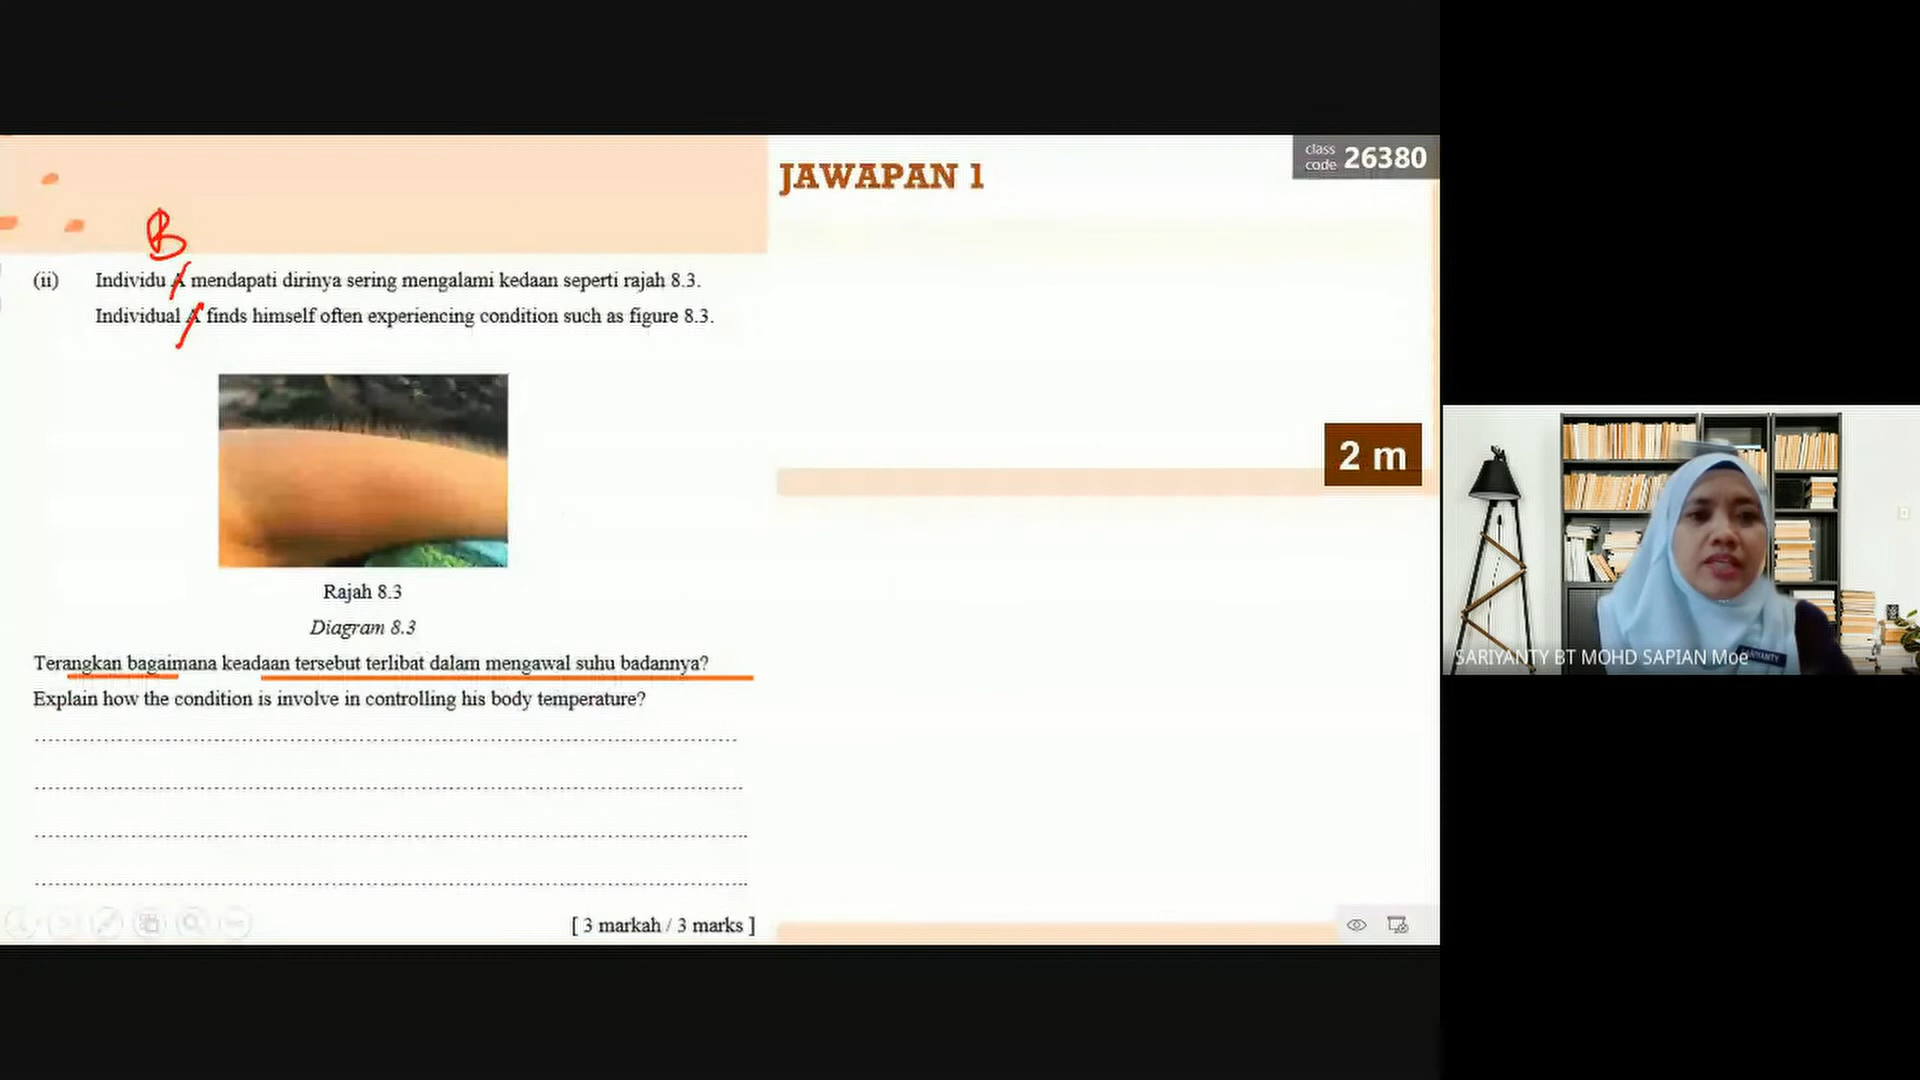 JAWAPAN 1
class code 26380
B
(ii) Individu A mendapati dirinya sering mengalami kedaan seperti rajah 8.3.
Individual A finds himself often experiencing condition such as figure 8.3.
2 m
Rajah 8.3
Diagram 8.3
Terangkan bagaimana keadaan tersebut terlibat dalam mengawal suhu badannya?
Explain how the condition is involve in controlling his body temperature?
[ 3 markah / 3 marks ]
SARIYANTY BT MOHD SAPIAN Moe